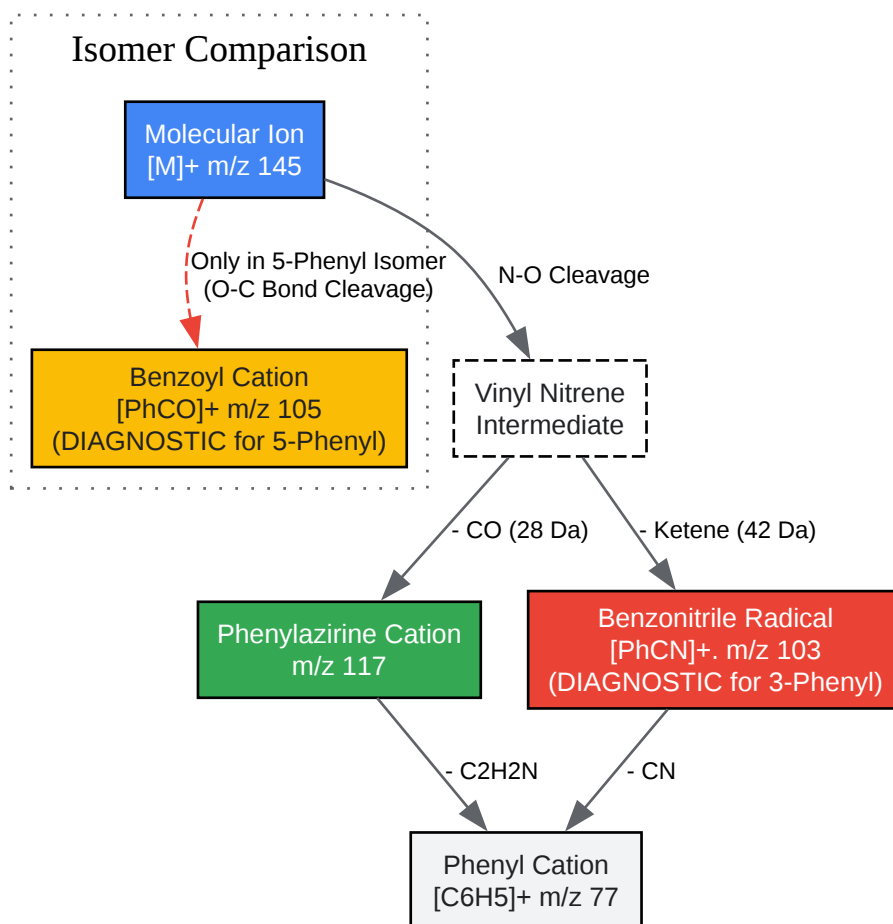 Isomer Comparison
Molecular Ion
[M]+ m/z 145
Only in 5-Phenyl Isomer
(O-C Bond Cleavage)
N-O Cleavage
Benzoyl Cation
[PhCO]+ m/z 105
(DIAGNOSTIC for 5-Phenyl)
Vinyl Nitrene
Intermediate
- CO (28 Da)
- Ketene (42 Da)
Phenylazirine Cation
m/z 117
Benzonitrile Radical
[PhCN]+. m/z 103
(DIAGNOSTIC for 3-Phenyl)
- C2H2N
- CN
Phenyl Cation
[C6H5]+ m/z 77